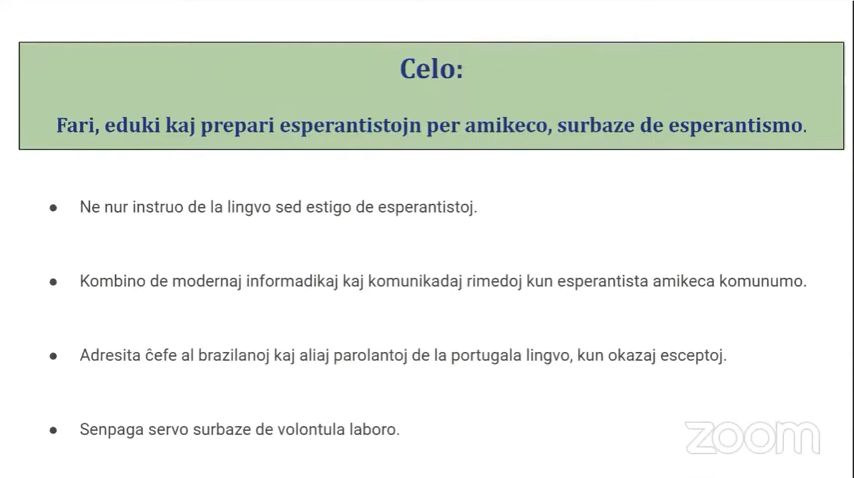 Celo:
Fari, eduki kaj prepari esperantistojn per amikeco, surbaze de esperantismo.
● Ne nur instruo de la lingvo sed estigo de esperantistoj.
● Kombino de modernaj informadikaj kaj komunikadaj rimedoj kun esperantista amikeca komunumo.
● Adresita ĉefe al brazilanoj kaj aliaj parolantoj de la portugala lingvo, kun okazaj esceptoj.
● Senpaga servo surbaze de volontula laboro.
zoom